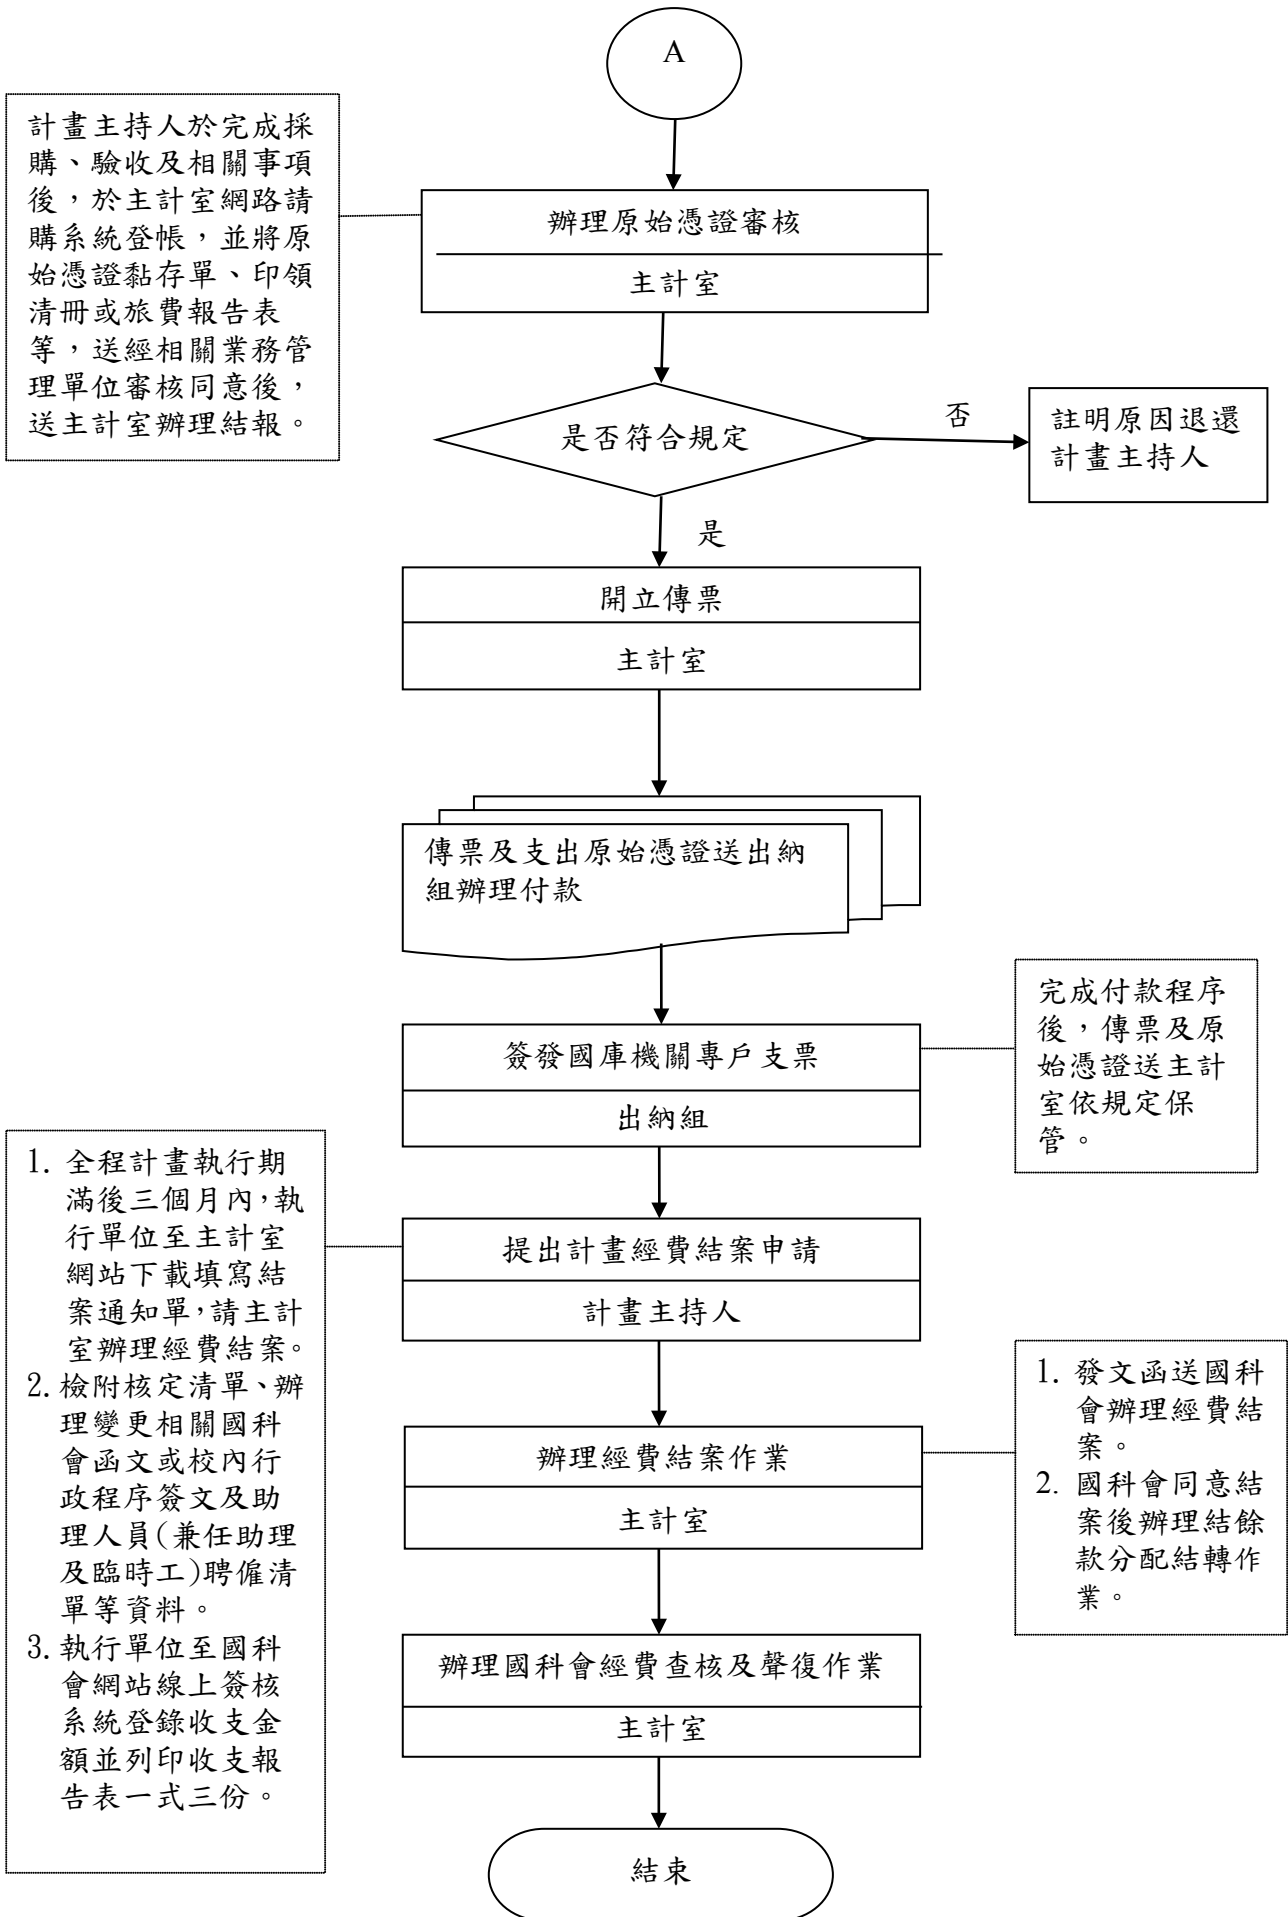 A
計畫主持人於完成採
購、驗收及相關事項
後，於主計室網路請
購系統登帳，並將原
始憑證黏存單、印領
清冊或旅費報告表
等，送經相關業務管
理單位審核同意後，
送主計室辦理結報。
辦理原始憑證審核
主計室
是否符合規定
否
註明原因退還
計畫主持人
是
開立傳票
主計室
傳票及支出原始憑證送出納
組辦理付款
簽發國庫機關專戶支票
出納組
完成付款程序
後，傳票及原
始憑證送主計
室依規定保
管。
1. 全程計畫執行期
滿後三個月內，執
行單位至主計室
網站下載填寫結
案通知單，請主計
室辦理經費結案。
2. 檢附核定清單、辦
理變更相關國科
會函文或校內行
政程序簽文及助
理人員(兼任助理
及臨時工)聘僱清
單等資料。
3. 執行單位至國科
會網站線上簽核
系統登錄收支金
額並列印收支報
告表一式三份。
提出計畫經費結案申請
計畫主持人
辦理經費結案作業
主計室
1. 發文函送國科
會辦理經費結
案。
2. 國科會同意結
案後辦理結餘
款分配結轉作
業。
辦理國科會經費查核及聲復作業
主計室
結束